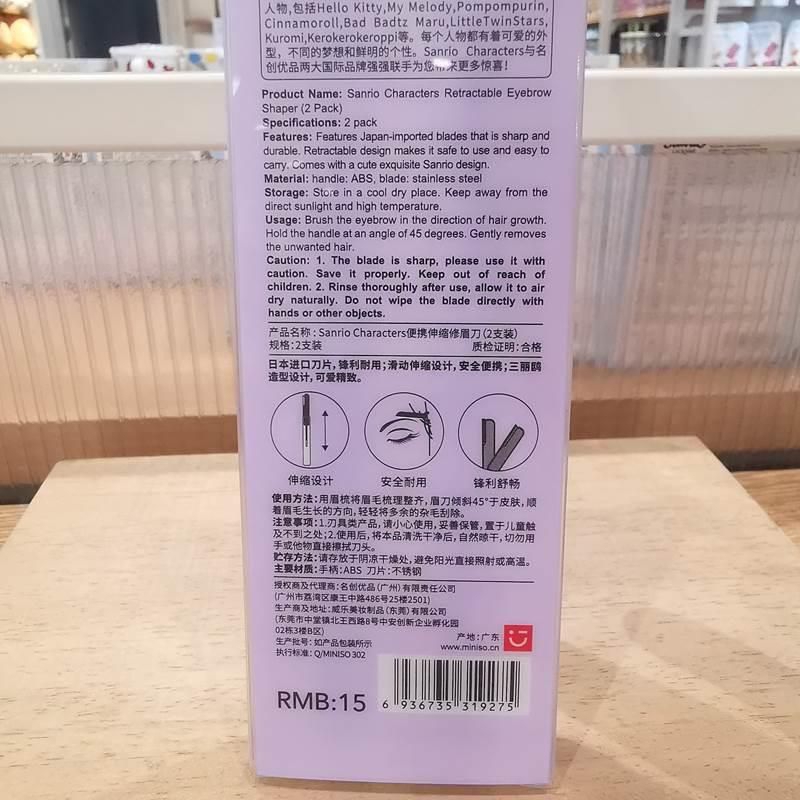 人物,包括Hello Kitty,My Melody,Pompompurin,
Cinnamoroll,Bad Badtz Maru,LittleTwinStars,
Kuromi,Kerokerokeroppi等。每个人物都有着可爱的外
型，不同的梦想和鲜明的个性。Sanrio Characters与名
创优品两大国际品牌强强联手为您带来更多惊喜！
Product Name: Sanrio Characters Retractable Eyebrow
Shaper (2 Pack)
Specifications: 2 pack
Features: Features Japan-imported blades that is sharp and
durable. Retractable design makes it safe to use and easy to
carry. Comes with a cute exquisite Sanrio design.
Material: handle: ABS, blade: stainless steel
Storage: Store in a cool dry place. Keep away from the
direct sunlight and high temperature.
Usage: Brush the eyebrow in the direction of hair growth.
Hold the handle at an angle of 45 degrees. Gently removes
the unwanted hair.
Caution: 1. The blade is sharp, please use it with
caution. Save it properly. Keep out of reach of
children. 2. Rinse thoroughly after use, allow it to air
dry naturally. Do not wipe the blade directly with
hands or other objects.
产品名称：Sanrio Characters便携伸缩修眉刀(2支装)
规格:2支装 质检证明:合格
日本进口刀片，锋利耐用；滑动伸缩设计，安全便携；三丽鸥
造型设计,可爱精致。
伸缩设计 安全耐用 锋利舒畅
使用方法:用眉梳将眉毛梳理整齐，眉刀倾斜45°于皮肤，顺
着眉毛生长的方向，轻轻将多余的杂毛刮除。
注意事项:1.刃具类产品，请小心使用，妥善保管，置于儿童触
及不到之处;2.使用后，将本品清洗干净后，自然晾干，切勿用
手或他物直接擦拭刀头。
贮存方法:请存放于阴凉干燥处，避免阳光直接照射或高温。
主要材质:手柄:ABS 刀片:不锈钢
授权商及代理商：名创优品（广州）有限责任公司
(广州市荔湾区康王中路486号25楼2501)
生产商及地址：威乐美妆制品（东莞）有限公司
(东莞市中堂镇北王西路8号中安创新企业孵化园
02栋3楼B区)
生产批号：如产品包装所示 产地:广东
执行标准：Q/MINISO 302 www.miniso.cn
RMB:15
6 936735 319275